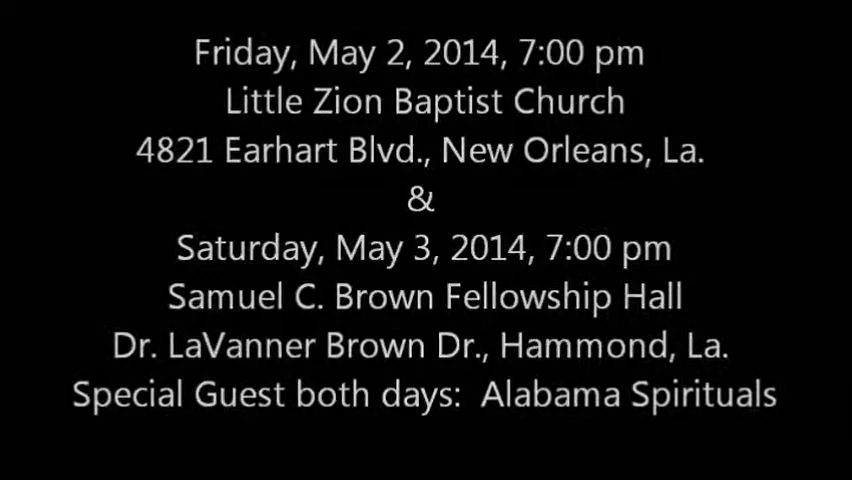 Friday, May 2, 2014, 7:00 pm
Little Zion Baptist Church
4821 Earhart Blvd., New Orleans, La.
&
Saturday, May 3, 2014, 7:00 pm
Samuel C. Brown Fellowship Hall
Dr. LaVanner Brown Dr., Hammond, La.
Special Guest both days:  Alabama Spirituals